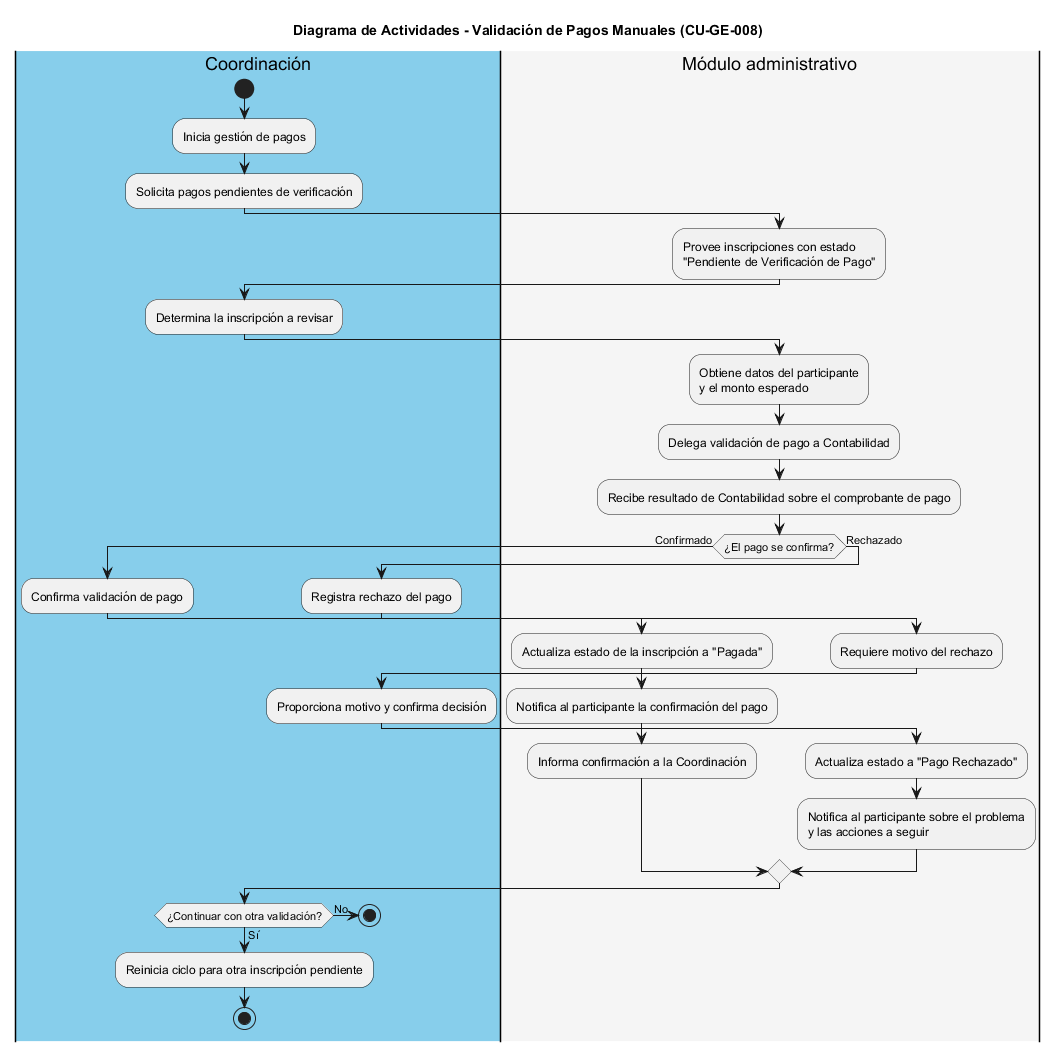 Diagrama de Actividades - Validación de Pagos Manuales (CU-GE-008)
Coordinación
Módulo administrativo
Inicia gestión de pagos
Solicita pagos pendientes de verificación
Provee inscripciones con estado
"Pendiente de Verificación de Pago"
Determina la inscripción a revisar
Obtiene datos del participante
y el monto esperado
Delega validación de pago a Contabilidad
Recibe resultado de Contabilidad sobre el comprobante de pago
Confirmado
¿El pago se confirma?
Rechazado
Confirma validación de pago
Registra rechazo del pago
Actualiza estado de la inscripción a "Pagada"
Requiere motivo del rechazo
Proporciona motivo y confirma decisión
Notifica al participante la confirmación del pago
Informa confirmación a la Coordinación
Actualiza estado a "Pago Rechazado"
Notifica al participante sobre el problema
y las acciones a seguir
¿Continuar con otra validación?
No
Sí
Reinicia ciclo para otra inscripción pendiente